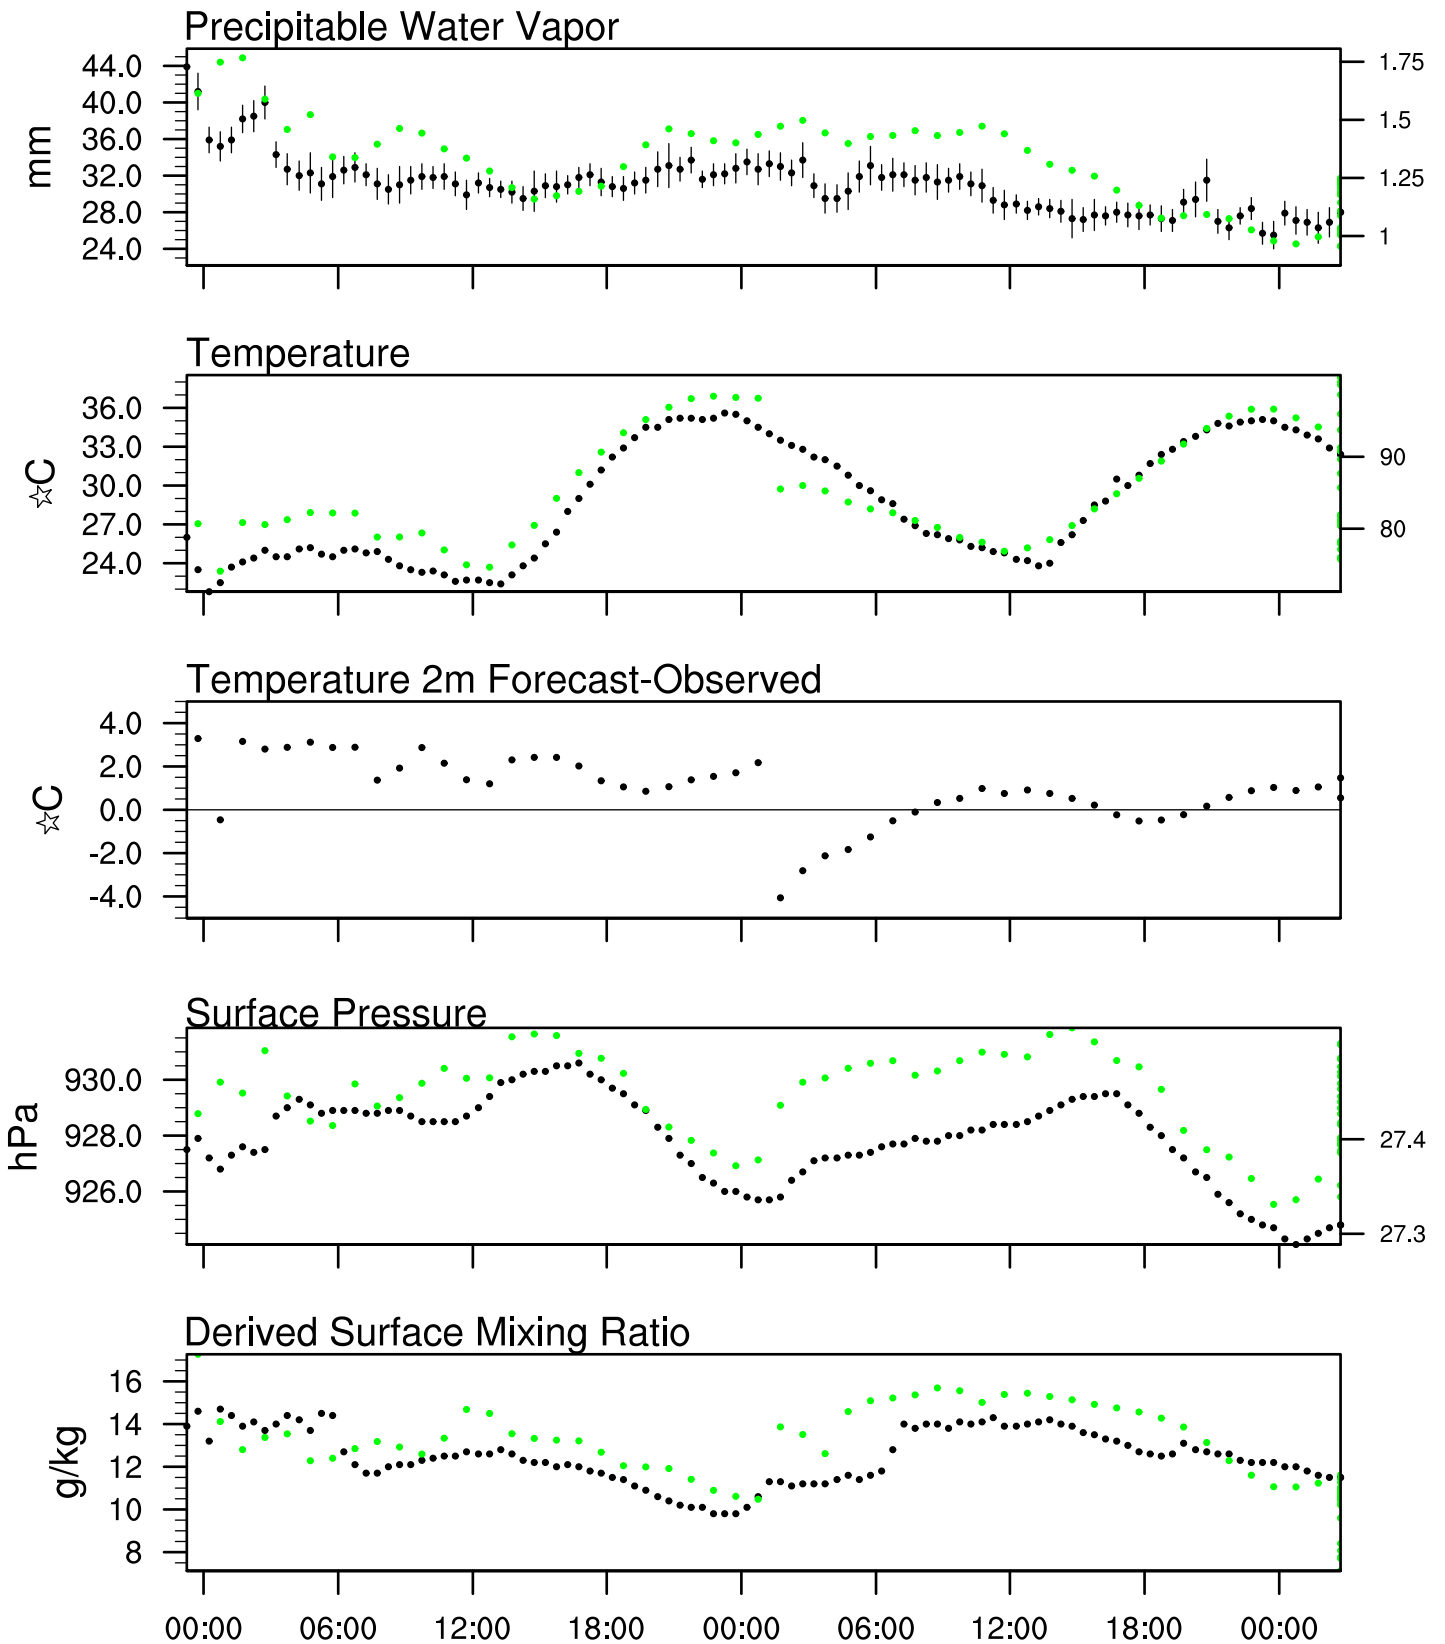 Precipitable Water Vapor
44.0
40.0
36.0
32.0
28.0
24.0
mm
1.75
1.5
1.25
1
Temperature
36.0
33.0
30.0
27.0
24.0
☆C
90
80
Temperature 2m Forecast-Observed
4.0
2.0
0.0
-2.0
-4.0
☆C
Surface Pressure
930.0
928.0
926.0
hPa
27.4
27.3
Derived Surface Mixing Ratio
16
14
12
10
8
g/kg
00:00 06:00 12:00 18:00 00:00 06:00 12:00 18:00 00:00